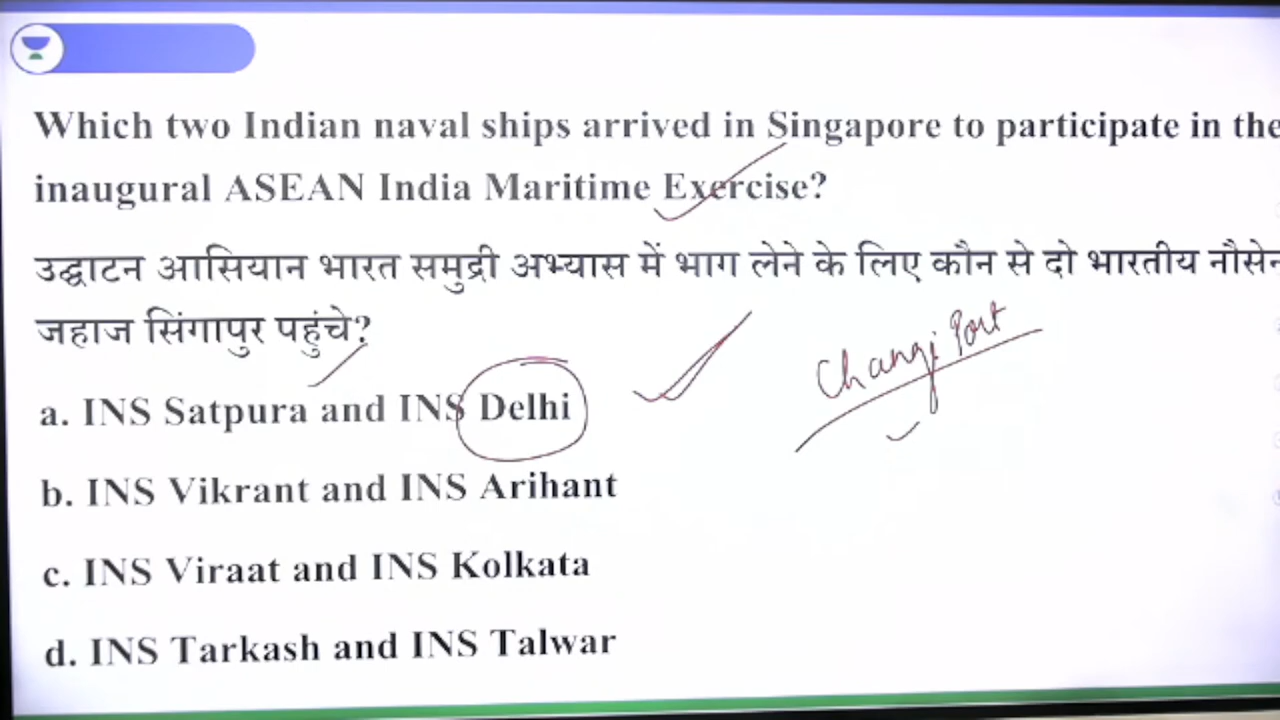 Which two Indian naval ships arrived in Singapore to participate in the
inaugural ASEAN India Maritime Exercise?
उद्घाटन आसियान भारत समुद्री अभ्यास में भाग लेने के लिए कौन से दो भारतीय
जहाज सिंगापुर पहुंचे?
Changi Port
a. INS Satpura and INS Delhi
b. INS Vikrant and INS Arihant
c. INS Viraat and INS Kolkata
d. INS Tarkash and INS Talwar